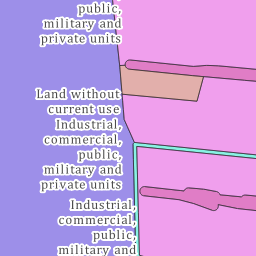 public,
military and
private units
Land without
current use
Industrial,
commercial,
public,
military and
private units
Industrial,
commercial,
public,
military and